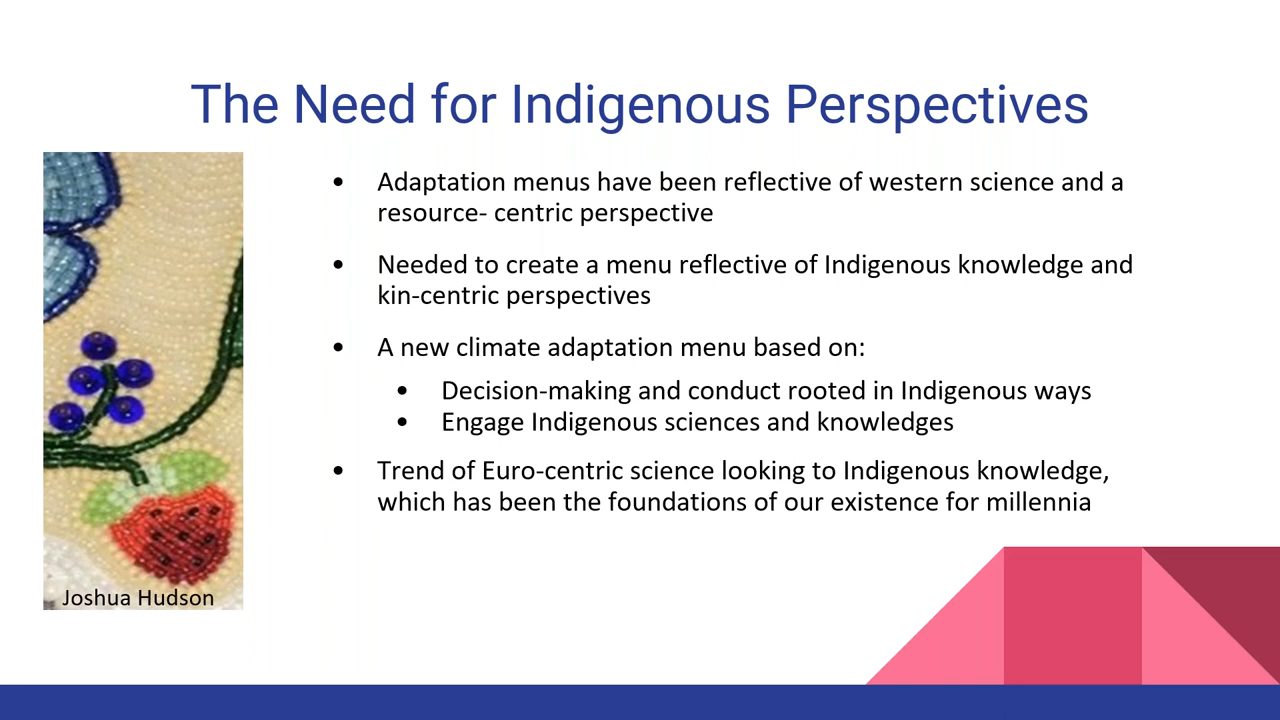 The Need for Indigenous Perspectives
• Adaptation menus have been reflective of western science and a
resource- centric perspective
• Needed to create a menu reflective of Indigenous knowledge and
kin-centric perspectives
• A new climate adaptation menu based on:
• Decision-making and conduct rooted in Indigenous ways
• Engage Indigenous sciences and knowledges
• Trend of Euro-centric science looking to Indigenous knowledge,
which has been the foundations of our existence for millennia
Joshua Hudson